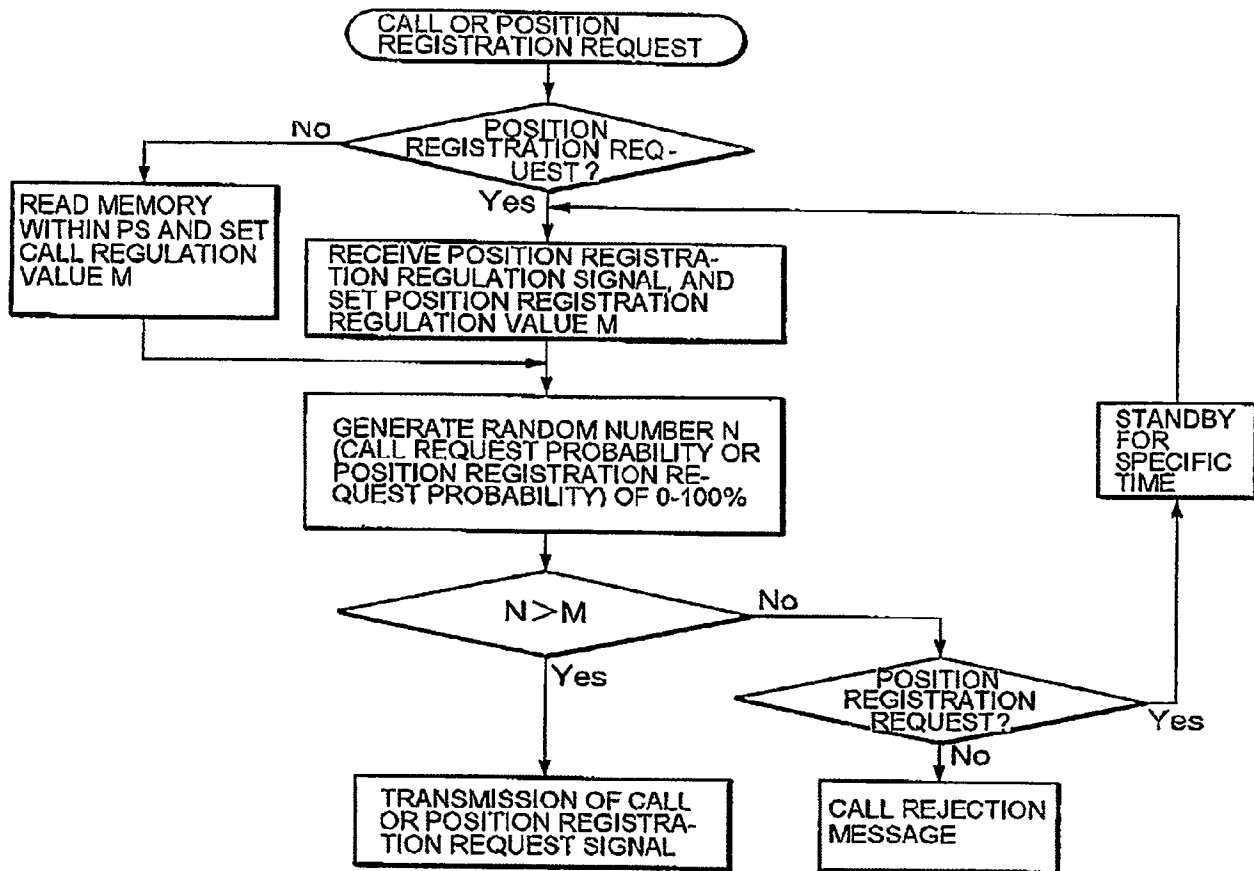 CALL OR POSITION
REGISTRATION REQUEST
POSITION
REGISTRATION REQ-
UEST?
No
Yes
READ MEMORY
WITHIN PS AND SET
CALL REGULATION
VALUE M
RECEIVE POSITION REGISTRA-
TION REGULATION SIGNAL, AND
SET POSITION REGISTRATION
REGULATION VALUE M
GENERATE RANDOM NUMBER N
(CALL REQUEST PROBABILITY OR
POSITION REGISTRATION RE-
QUEST PROBABILITY) OF 0-100%
STANDBY
FOR
SPECIFIC
TIME
N>M
No
Yes
POSITION
REGISTRATION
REQUEST?
Yes
No
TRANSMISSION OF CALL
OR POSITION REGISTRA-
TION REQUEST SIGNAL
CALL REJECTION
MESSAGE